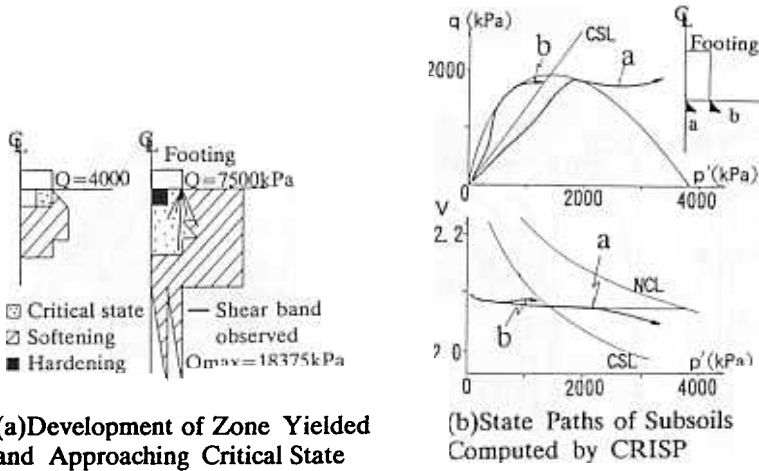 ℄
℄ Footing
Q=4000
Q=7500kPa
Critical state
Softening
Hardening
Shear band
observed
Qmax=18375kPa
(a)Development of Zone Yielded
and Approaching Critical State
q (kPa)
CSL
b
a
2000
0
2000
4000
p'(kPa)
℄
Footing
a
b
V
2.2
2.0
a
NCL
b
CSL
0
2000
4000
p'(kPa)
(b)State Paths of Subsoils
Computed by CRISP